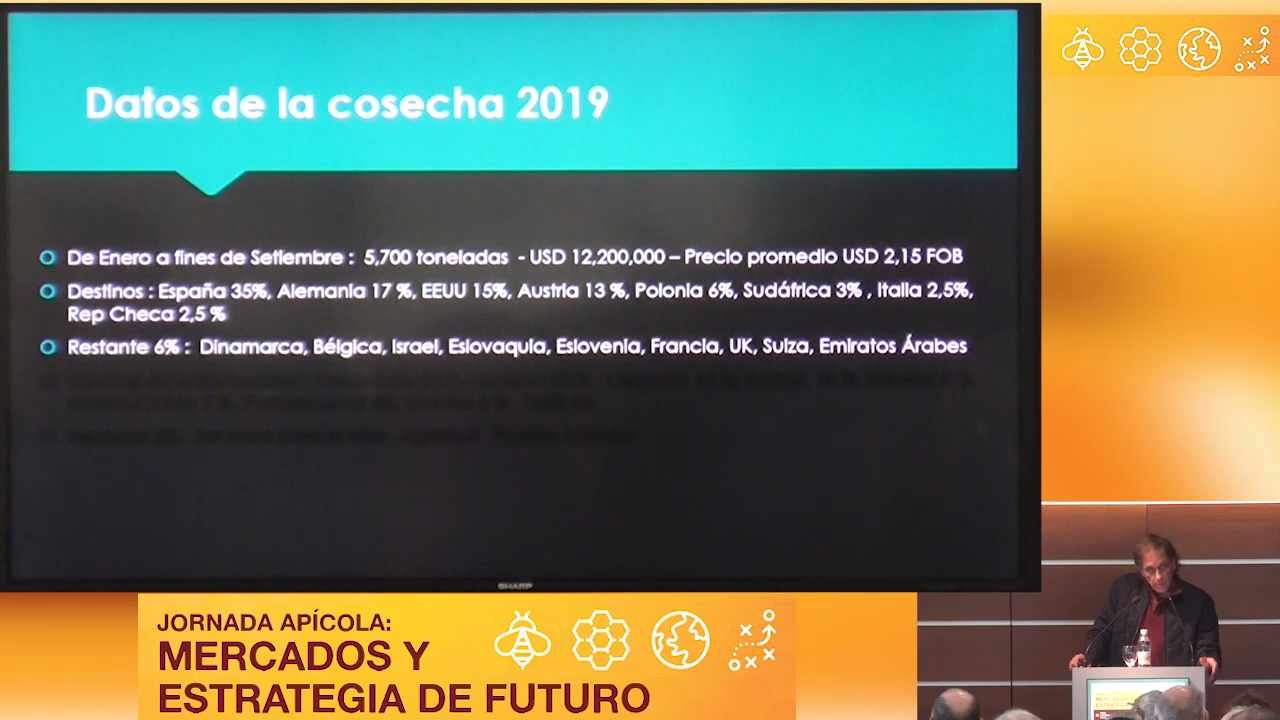 Datos de la cosecha 2019
De Enero a fines de Setiembre : 5,700 toneladas - USD 12,200,000 – Precio promedio USD 2,15 FOB
Destinos : España 35%, Alemania 17 %, EEUU 15%, Austria 13 %, Polonia 6%, Sudáfrica 3% , Italia 2,5%,
Rep Checa 2,5 %
Restante 6% : Dinamarca, Bélgica, Israel, Eslovaquia, Eslovenia, Francia, UK, Suiza, Emiratos Árabes
SHARP
JORNADA APÍCOLA:
MERCADOS Y
ESTRATEGIA DE FUTURO